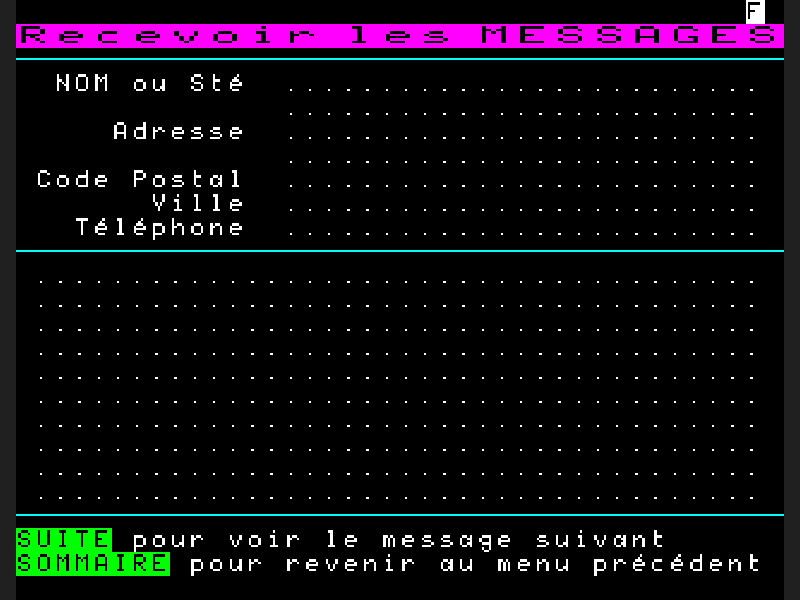 F
Recevoir les MESSAGES
NOM ou Sté .........................
.........................
Adresse .........................
.........................
Code Postal .........................
Ville .........................
Téléphone .........................
......................................
......................................
......................................
......................................
......................................
......................................
......................................
......................................
......................................
......................................
SUITE pour voir le message suivant
SOMMAIRE pour revenir au menu précédent